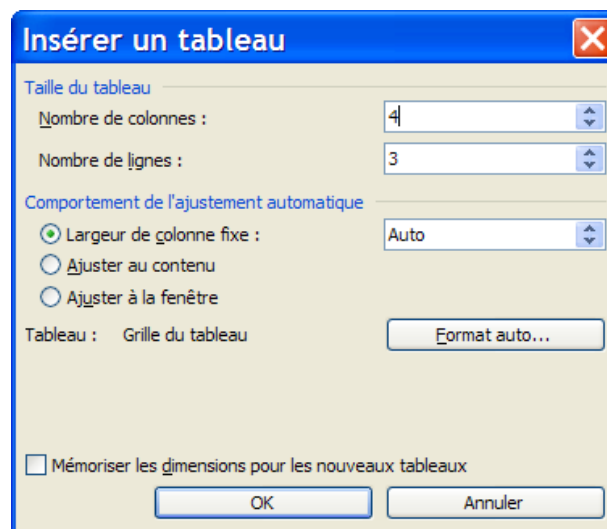 Insérer un tableau
Taille du tableau
Nombre de colonnes : 4
Nombre de lignes : 3
Comportement de l'ajustement automatique
Largeur de colonne fixe : Auto
Ajuster au contenu
Ajuster à la fenêtre
Tableau : Grille du tableau Format auto...
Mémoriser les dimensions pour les nouveaux tableaux
OK Annuler